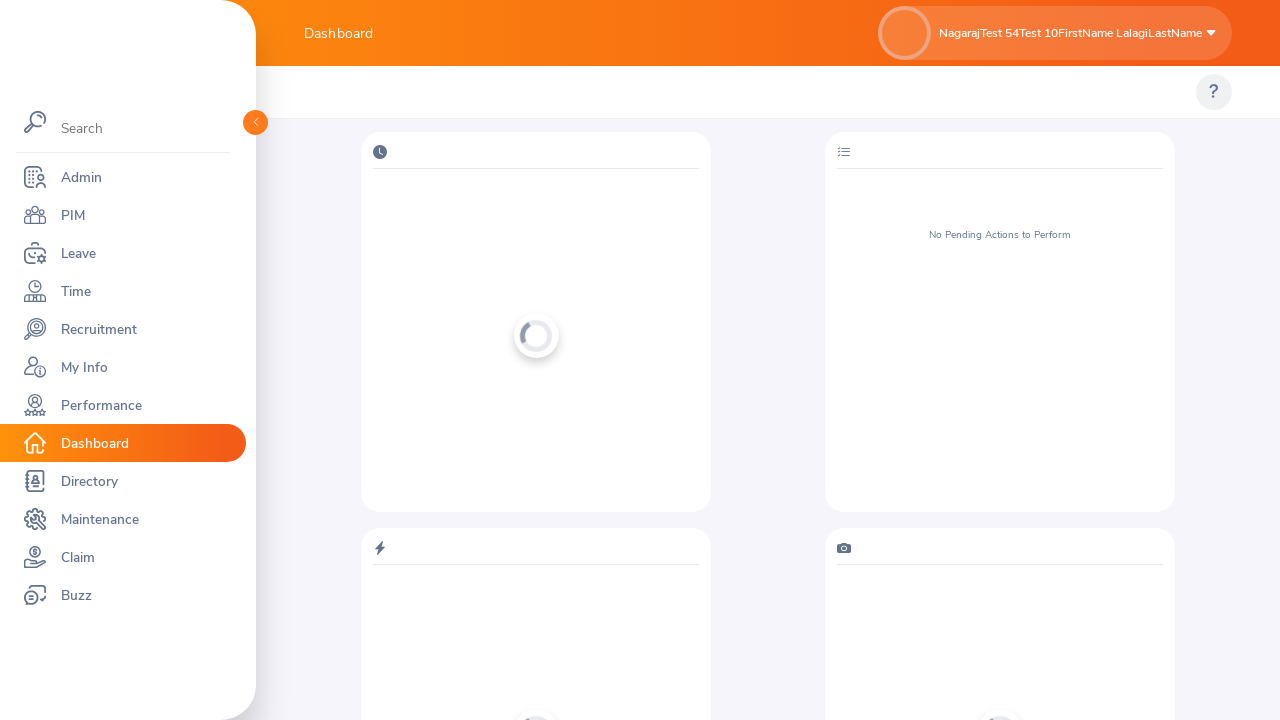 Dashboard
NagarajTest 54Test 10FirstName LalagiLastName
?
Search
Admin
PIM
Leave
Time
Recruitment
My Info
Performance
Dashboard
Directory
Maintenance
Claim
Buzz
No Pending Actions to Perform